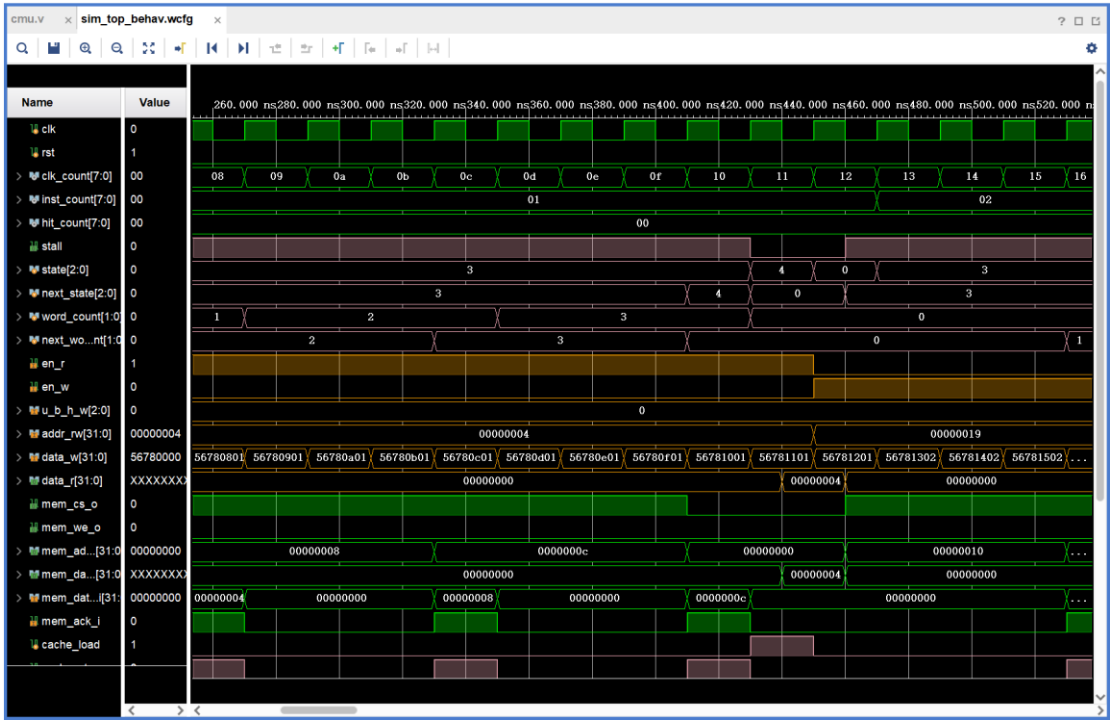 cmu.v × sim_top_behav.wcfg ×
Name Value
260.000 ns 280.000 ns 300.000 ns 320.000 ns 340.000 ns 360.000 ns 380.000 ns 400.000 ns 420.000 ns 440.000 ns 460.000 ns 480.000 ns 500.000 ns 520.000 n
clk 0
rst 1
clk_count[7:0] 00 08 09 0a 0b 0c 0d 0e 0f 10 11 12 13 14 15 16
inst_count[7:0] 00 01 02
hit_count[7:0] 00 00
stall 0
state[2:0] 0 3 4 0 3
next_state[2:0] 0 3 4 0 3
word_count[1:0 0 1 2 3 0
next_wo...nt[1:0 0 2 3 0 1
en_r 1
en_w 0
u_b_h_w[2:0] 0 0
addr_rw[31:0] 00000004 00000004 00000019
data_w[31:0] 56780000 56780801 56780901 56780a01 56780b01 56780c01 56780d01 56780e01 56780f01 56781001 56781101 56781201 56781302 56781402 56781502 ...
data_r[31:0] XXXXXXXX 00000000 00000004 00000000
mem_cs_o 0
mem_we_o 0
mem_ad...[31:0 00000000 00000008 0000000c 00000000 00000010 ...
mem_da...[31:0 XXXXXXXX 00000000 00000004 00000000
mem_dat...i[31: 00000000 00000004 00000000 00000008 00000000 0000000c 00000000 ...
mem_ack_i 0
cache_load 1